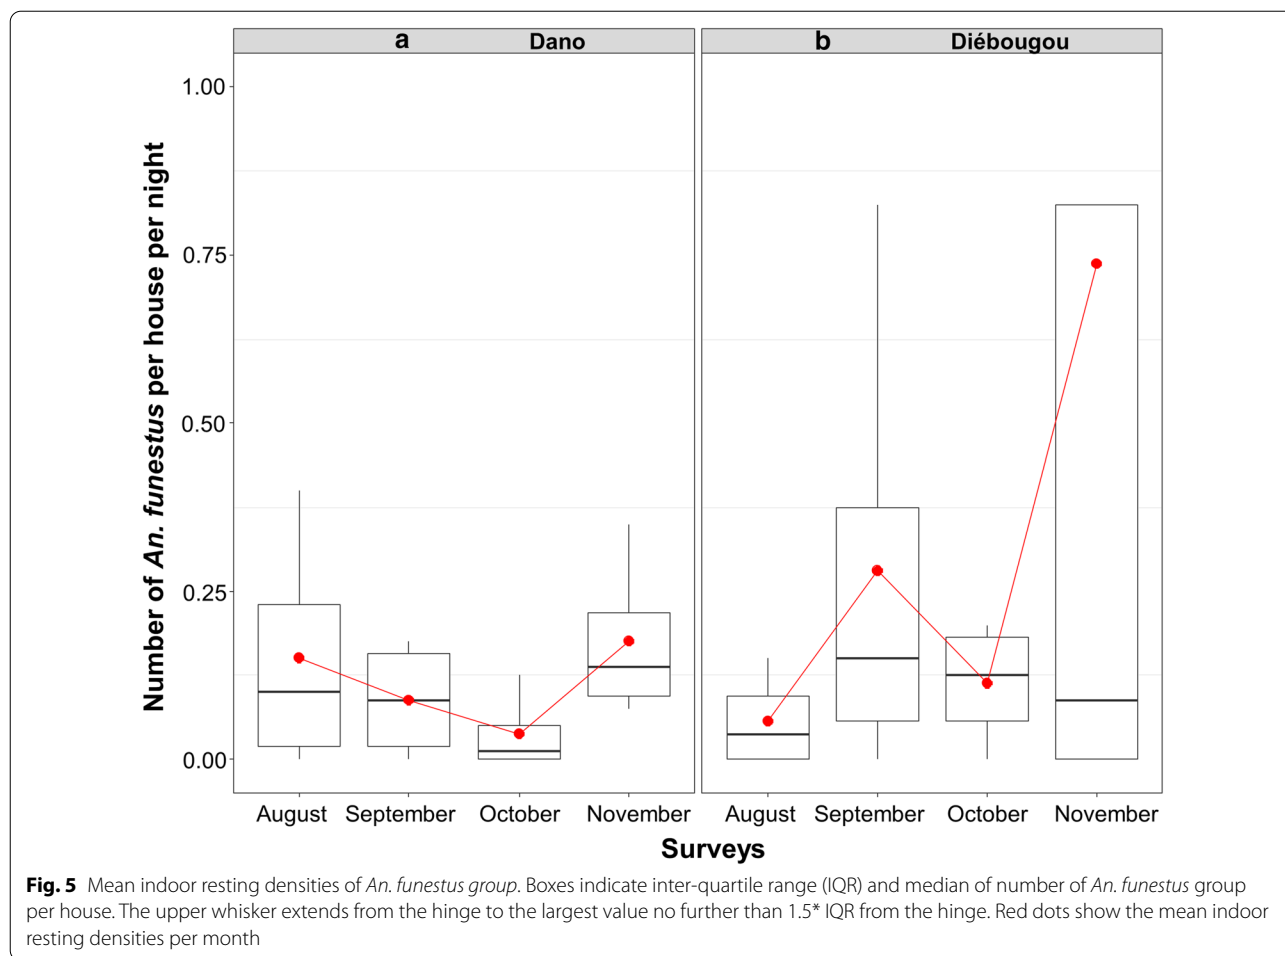 a Dano
b Diébougou
Number of An. funestus per house per night
1.00
0.75
0.50
0.25
0.00
August September October November
August September October November
Surveys
Fig. 5 Mean indoor resting densities of An. funestus group. Boxes indicate inter-quartile range (IQR) and median of number of An. funestus group
per house. The upper whisker extends from the hinge to the largest value no further than 1.5* IQR from the hinge. Red dots show the mean indoor
resting densities per month